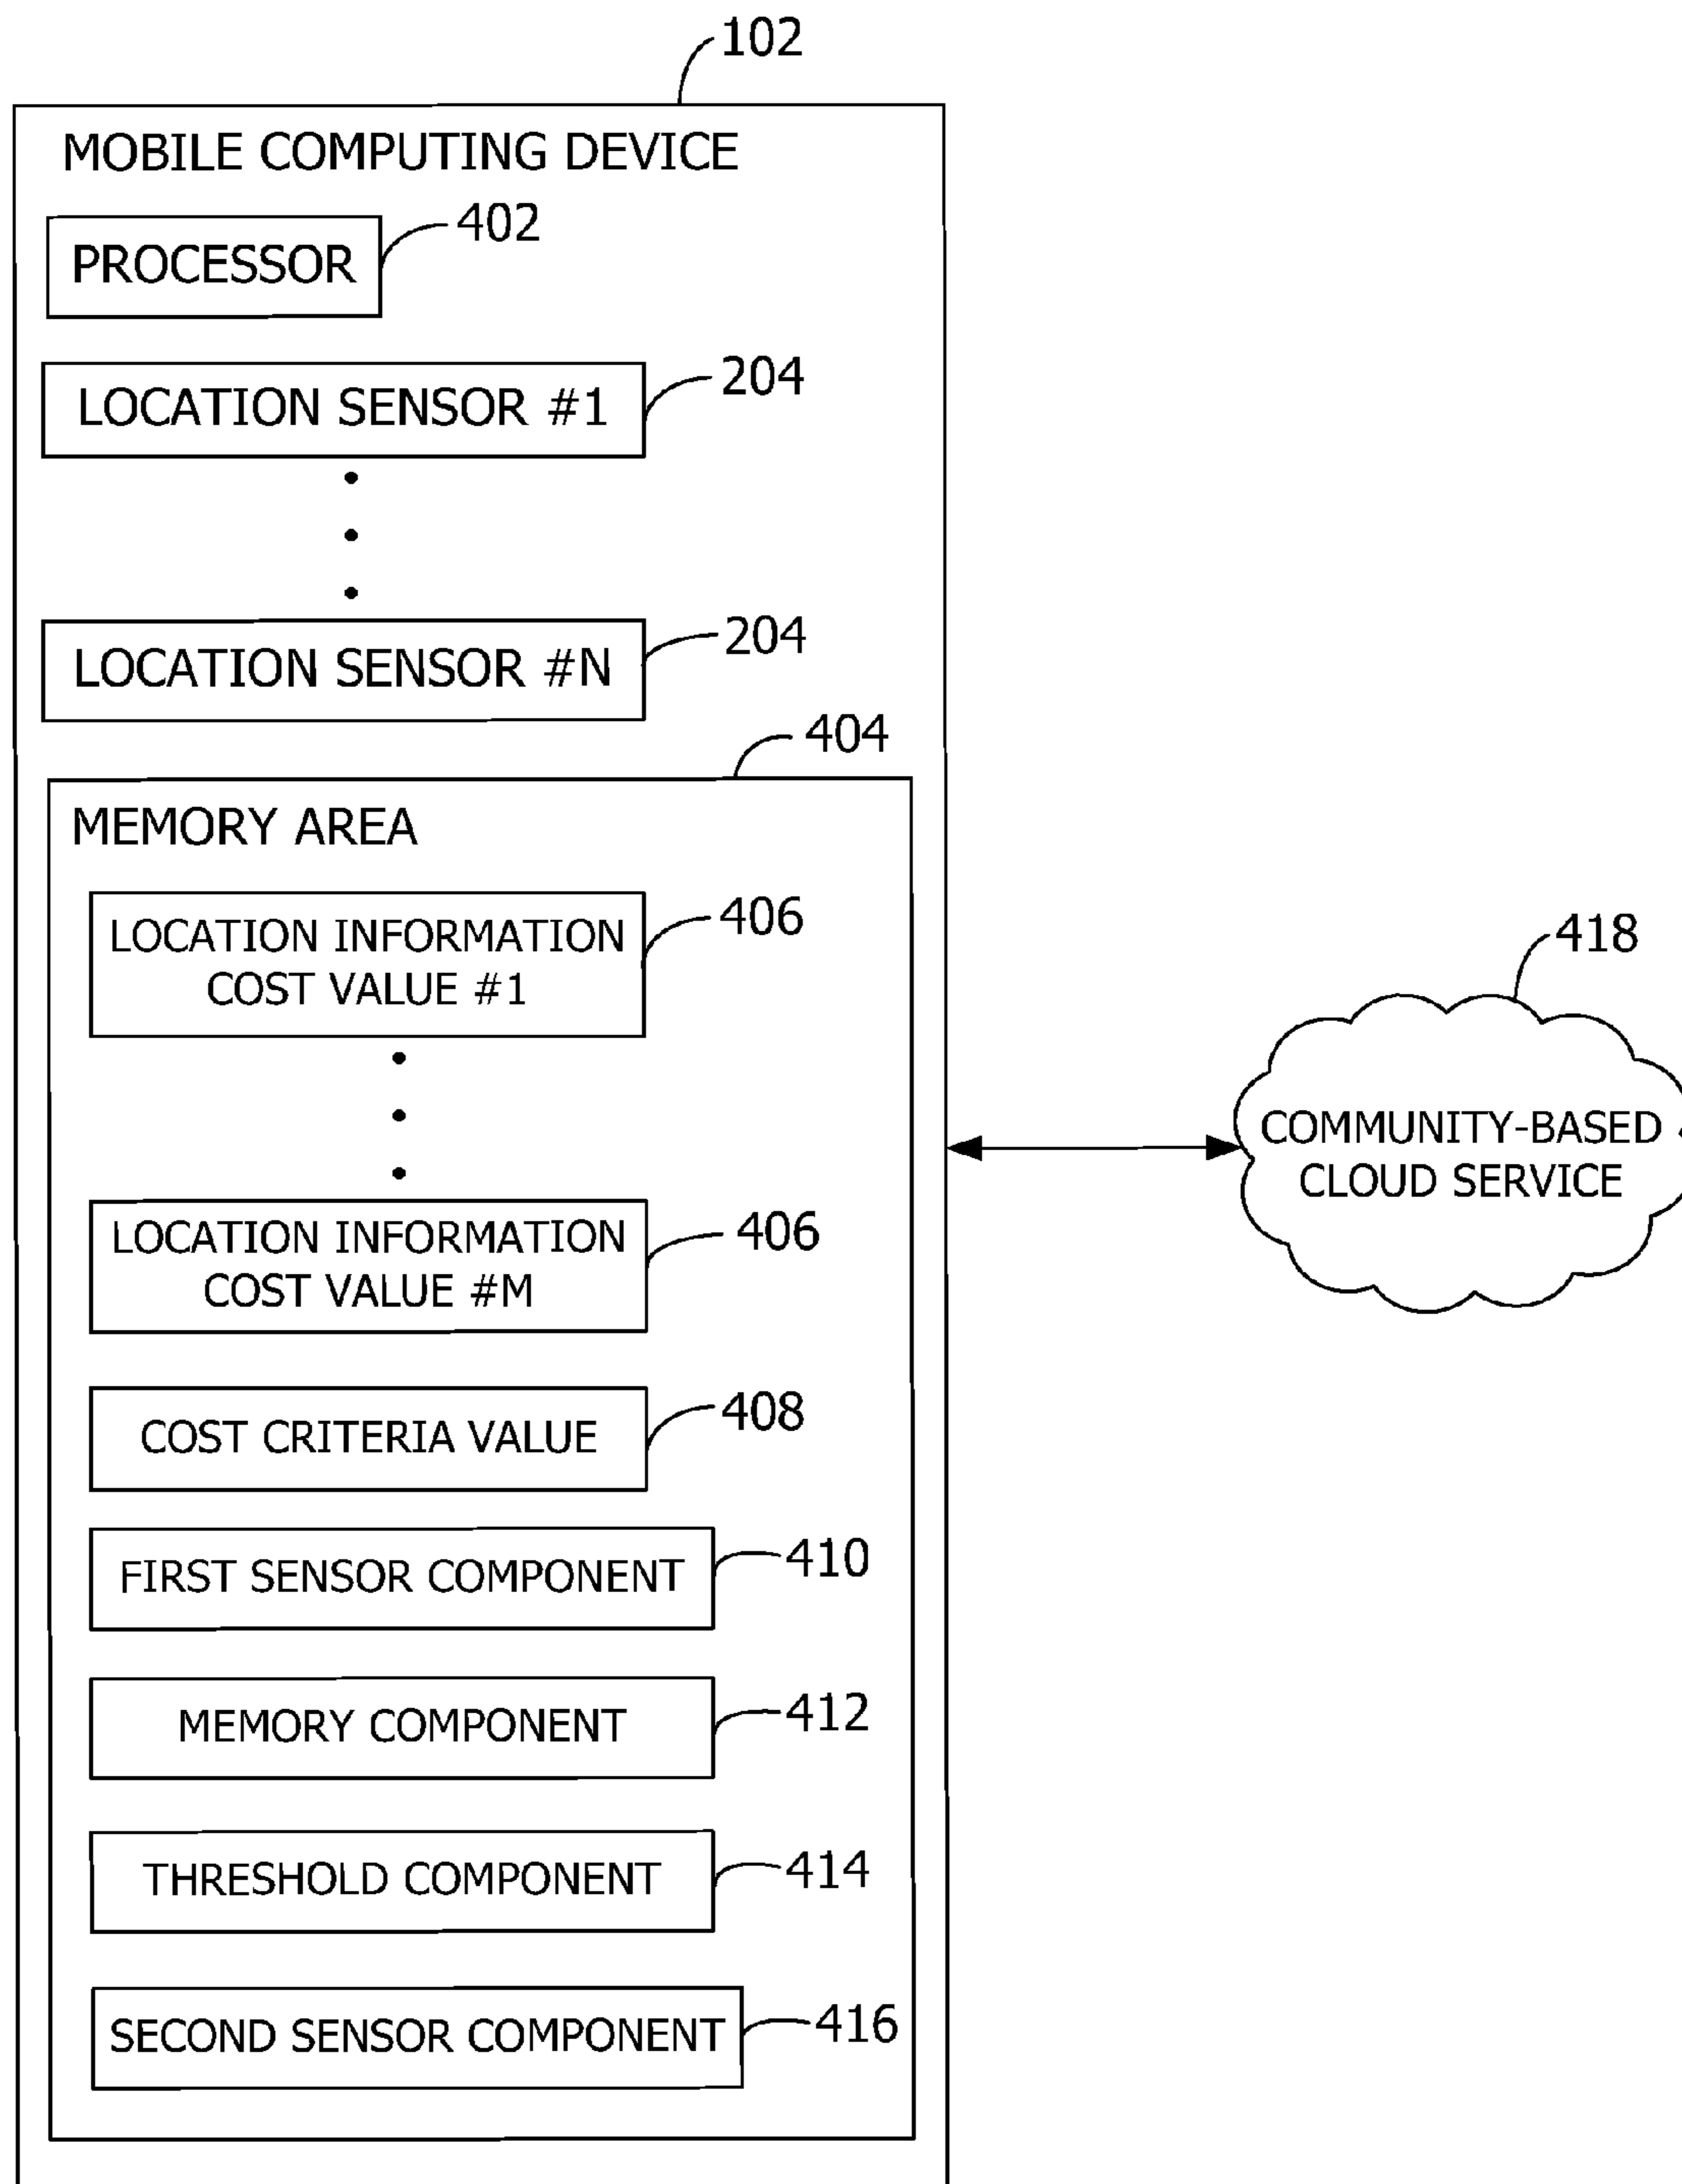 102
MOBILE COMPUTING DEVICE
402
PROCESSOR
204
LOCATION SENSOR #1
204
LOCATION SENSOR #N
404
MEMORY AREA
406
LOCATION INFORMATION
COST VALUE #1
406
LOCATION INFORMATION
COST VALUE #M
408
COST CRITERIA VALUE
410
FIRST SENSOR COMPONENT
412
MEMORY COMPONENT
414
THRESHOLD COMPONENT
416
SECOND SENSOR COMPONENT
418
COMMUNITY-BASED
CLOUD SERVICE